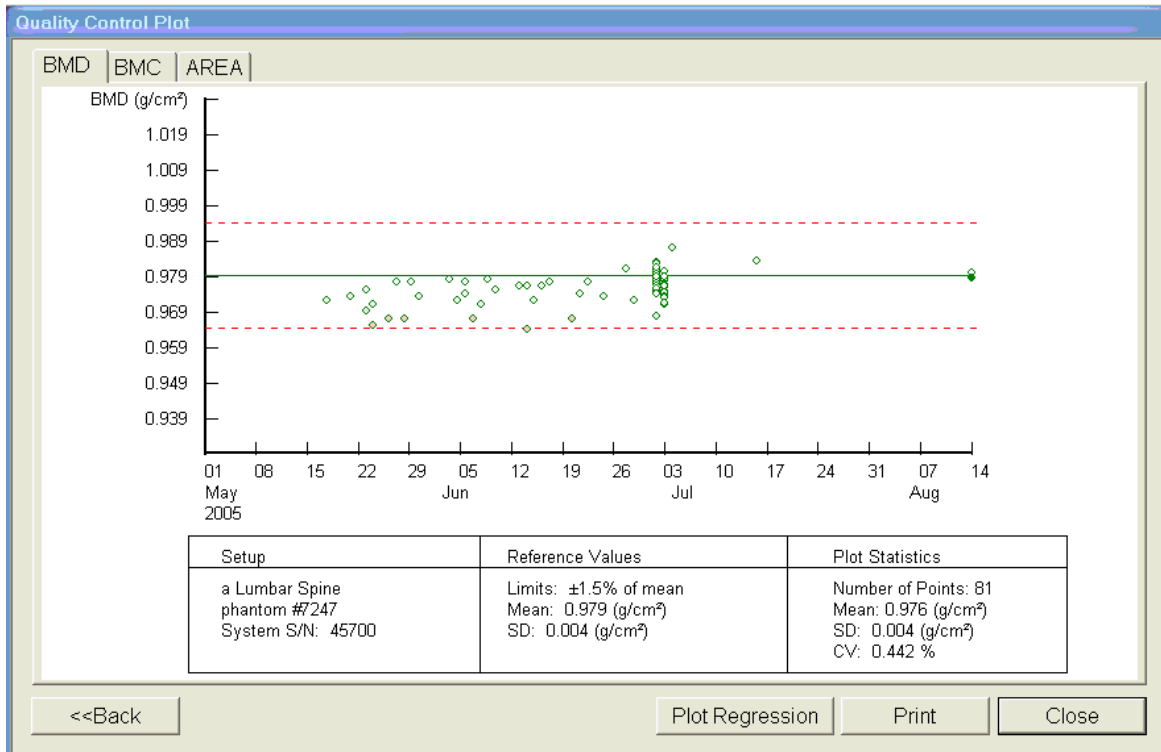 Quality Control Plot
BMD BMC AREA
BMD (g/cm²)
1.019
1.009
0.999
0.989
0.979
0.969
0.959
0.949
0.939
01 08 15 22 29 05 12 19 26 03 10 17 24 31 07 14
May Jun Jul Aug
2005
Setup
a Lumbar Spine
phantom #7247
System S/N: 45700
Reference Values
Limits: ±1.5% of mean
Mean: 0.979 (g/cm²)
SD: 0.004 (g/cm²)
Plot Statistics
Number of Points: 81
Mean: 0.976 (g/cm²)
SD: 0.004 (g/cm²)
CV: 0.442 %
<<Back Plot Regression Print Close